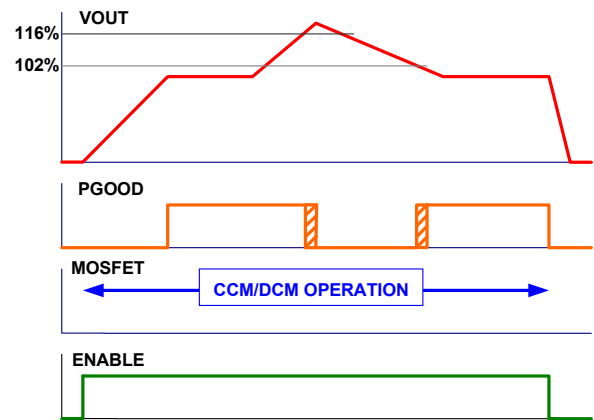 VOUT
116%
102%
PGOOD
MOSFET
CCM/DCM OPERATION
ENABLE